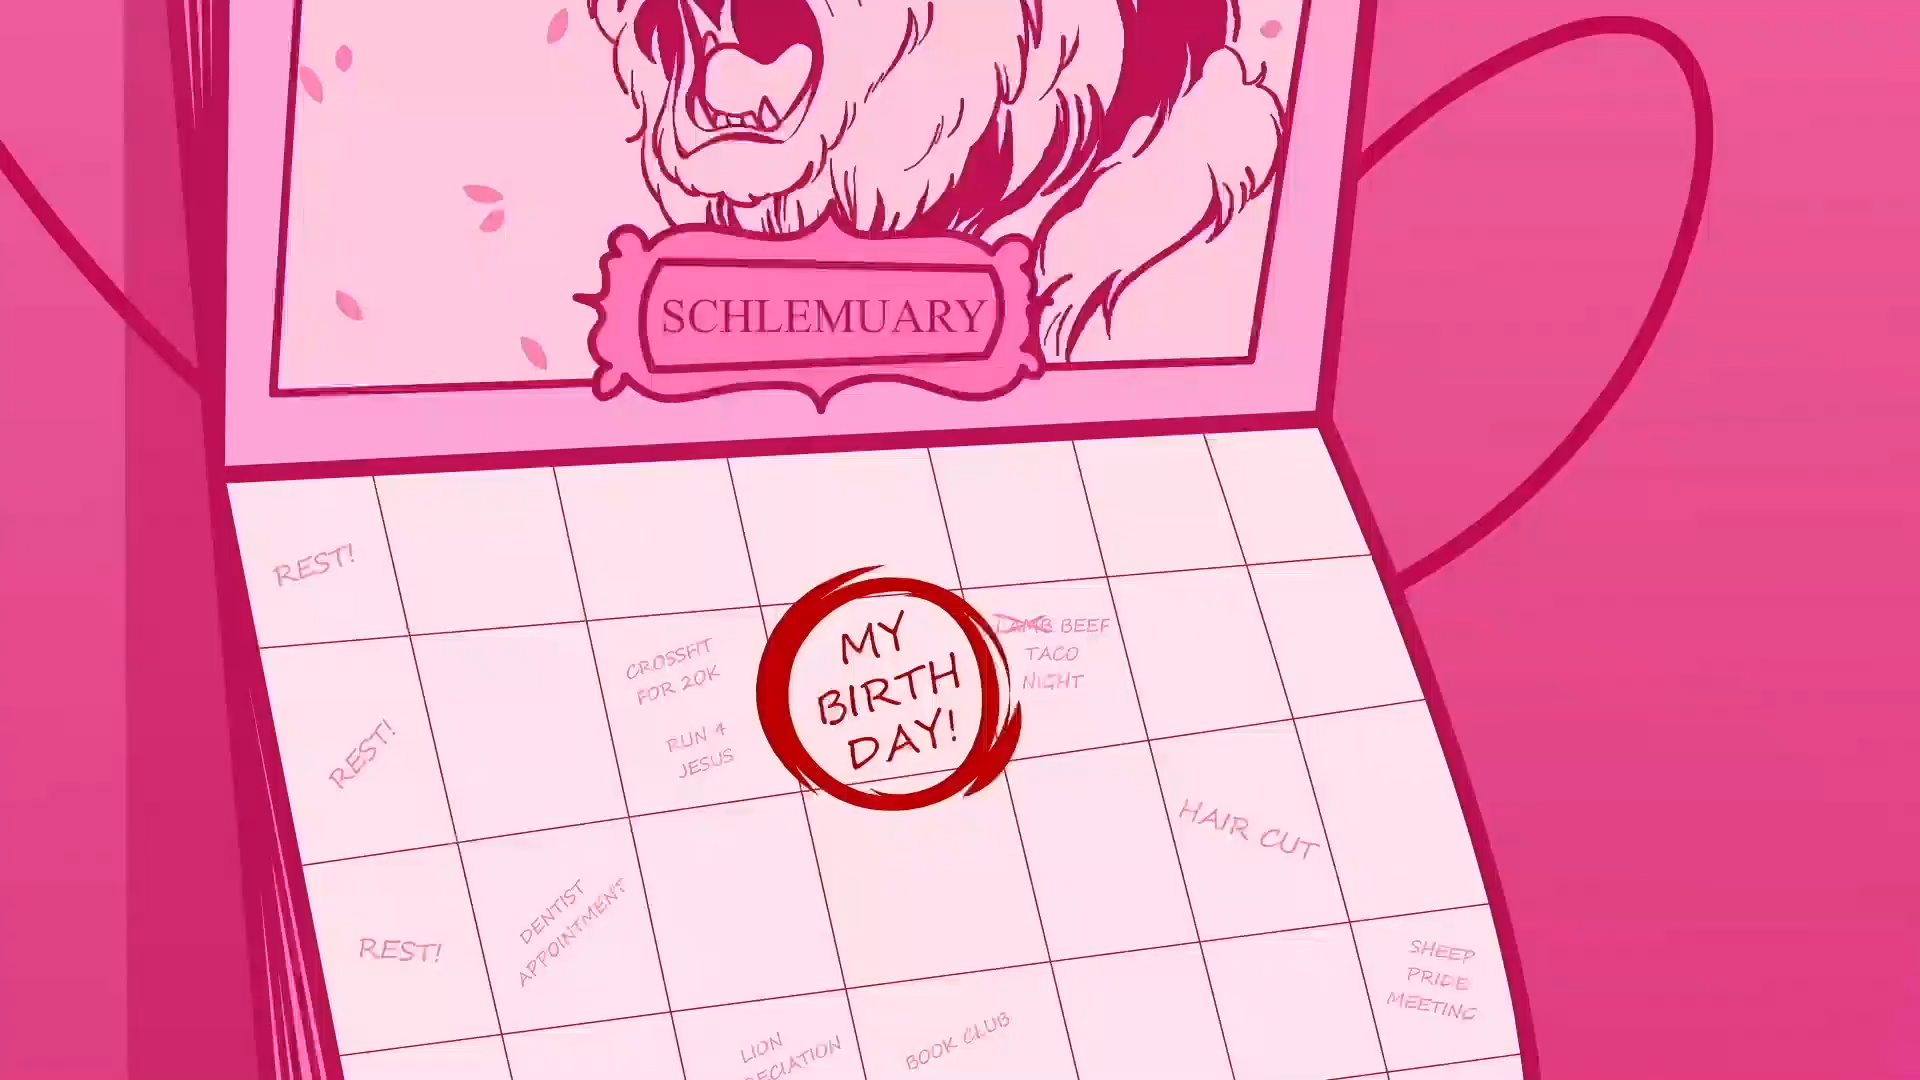 SCHLEMUARY
REST!
CROSSFIT
FOR 20K
RUN 4
JESUS
MY
BIRTH
DAY!
LAMB BEEF
TACO
NIGHT
REST!
HAIR CUT
REST!
DENTIST
APPOINTMENT
SHEEP
PRIDE
MEETING
LION
BOOK CLUB